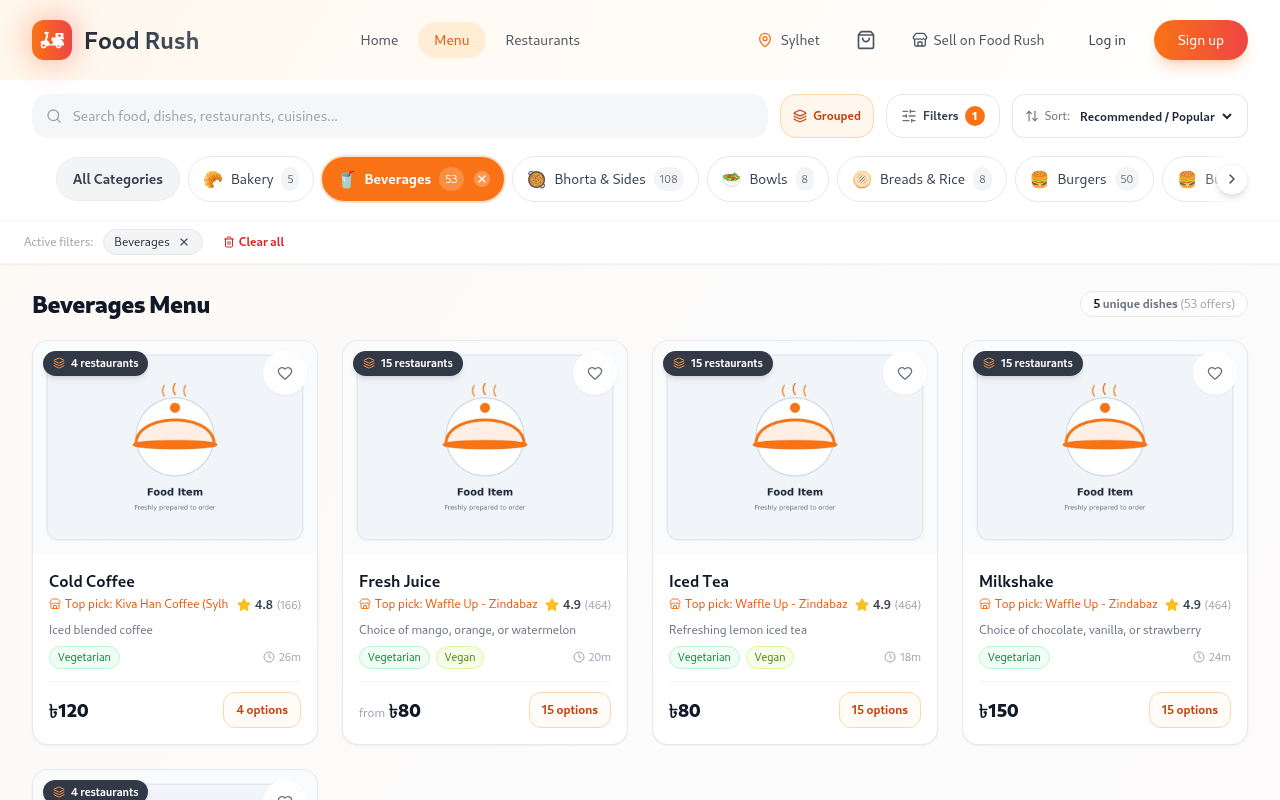 Food Rush
Home
Menu
Restaurants
Sylhet
Sell on Food Rush
Log in
Sign up
Search food, dishes, restaurants, cuisines...
Grouped
Filters 1
Sort: Recommended / Popular
All Categories
Bakery 5
Beverages 53
Bhorta & Sides 108
Bowls 8
Breads & Rice 8
Burgers 50
Active filters:
Beverages
Clear all
Beverages Menu
5 unique dishes (53 offers)
4 restaurants
Food Item
Freshly prepared to order
Cold Coffee
Top pick: Kiva Han Coffee (Sylh 4.8 (166)
Iced blended coffee
Vegetarian 26m
৳120 4 options
15 restaurants
Food Item
Freshly prepared to order
Fresh Juice
Top pick: Waffle Up - Zindabaz 4.9 (464)
Choice of mango, orange, or watermelon
Vegetarian Vegan 20m
from ৳80 15 options
15 restaurants
Food Item
Freshly prepared to order
Iced Tea
Top pick: Waffle Up - Zindabaz 4.9 (464)
Refreshing lemon iced tea
Vegetarian Vegan 18m
৳80 15 options
15 restaurants
Food Item
Freshly prepared to order
Milkshake
Top pick: Waffle Up - Zindabaz 4.9 (464)
Choice of chocolate, vanilla, or strawberry
Vegetarian 24m
৳150 15 options
4 restaurants